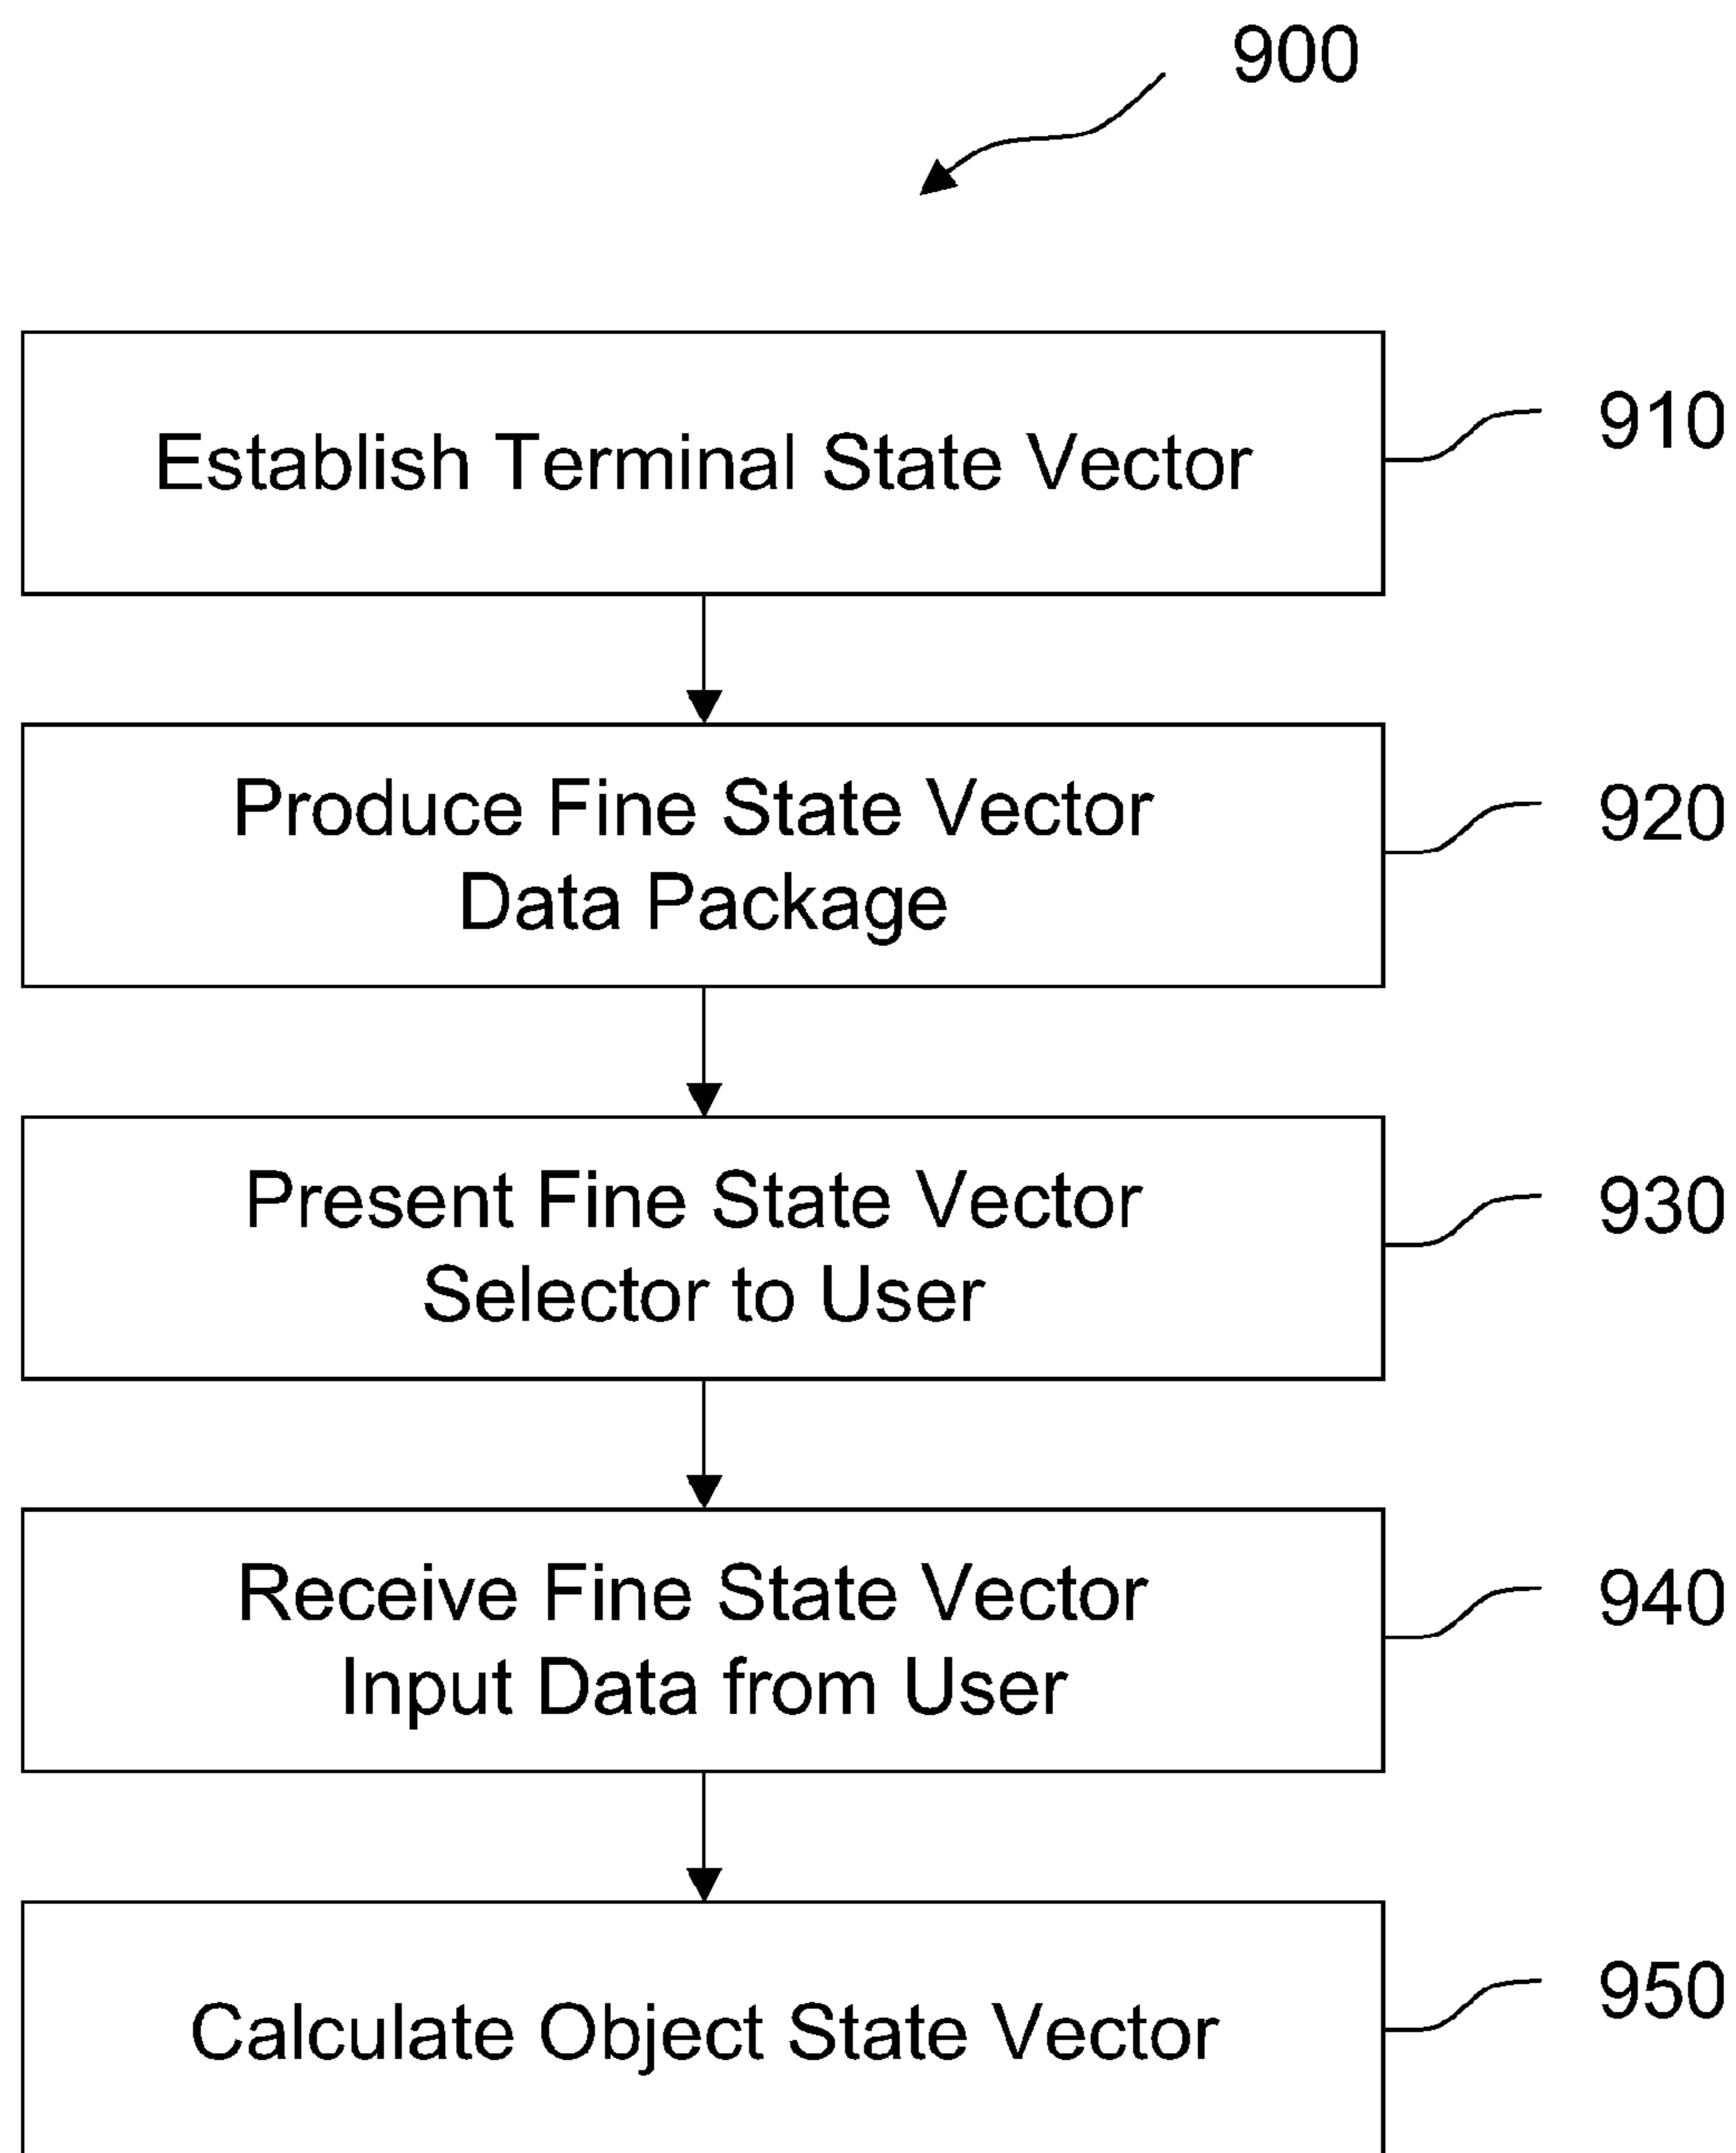 900
Establish Terminal State Vector
910
Produce Fine State Vector
Data Package
920
Present Fine State Vector
Selector to User
930
Receive Fine State Vector
Input Data from User
940
Calculate Object State Vector
950